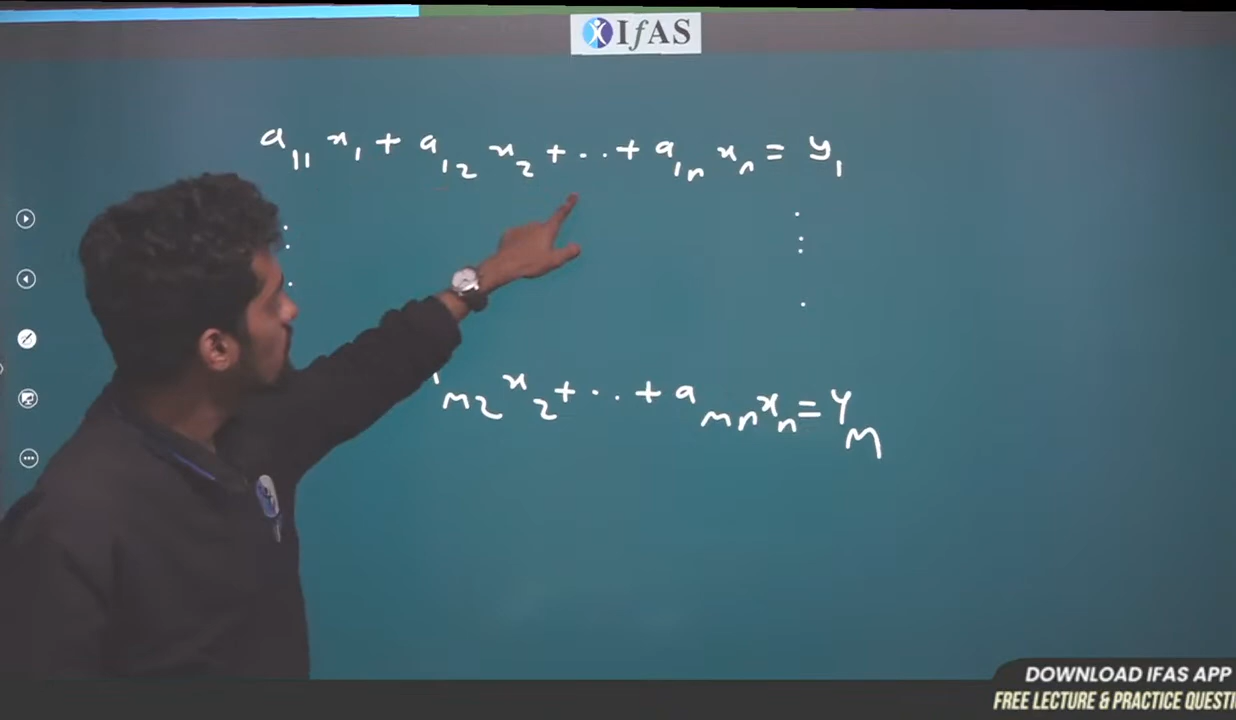 IfAS
a₁₁ x₁ + a₁₂ x₂ + ... + a₁ₙ xₙ = y₁
m2 x₂ + ... + aₘₙ xₙ = yₘ
DOWNLOAD IFAS APP
FREE LECTURE & PRACTICE